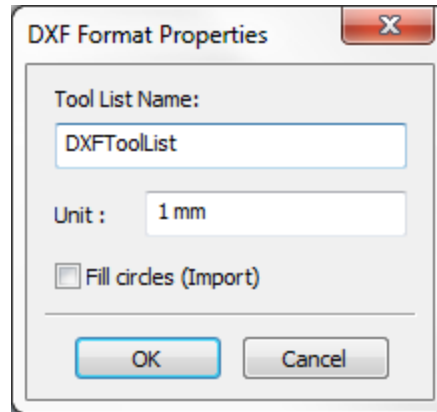 DXF Format Properties
Tool List Name:
DXFToolList
Unit : 1 mm
Fill circles (Import)
OK Cancel